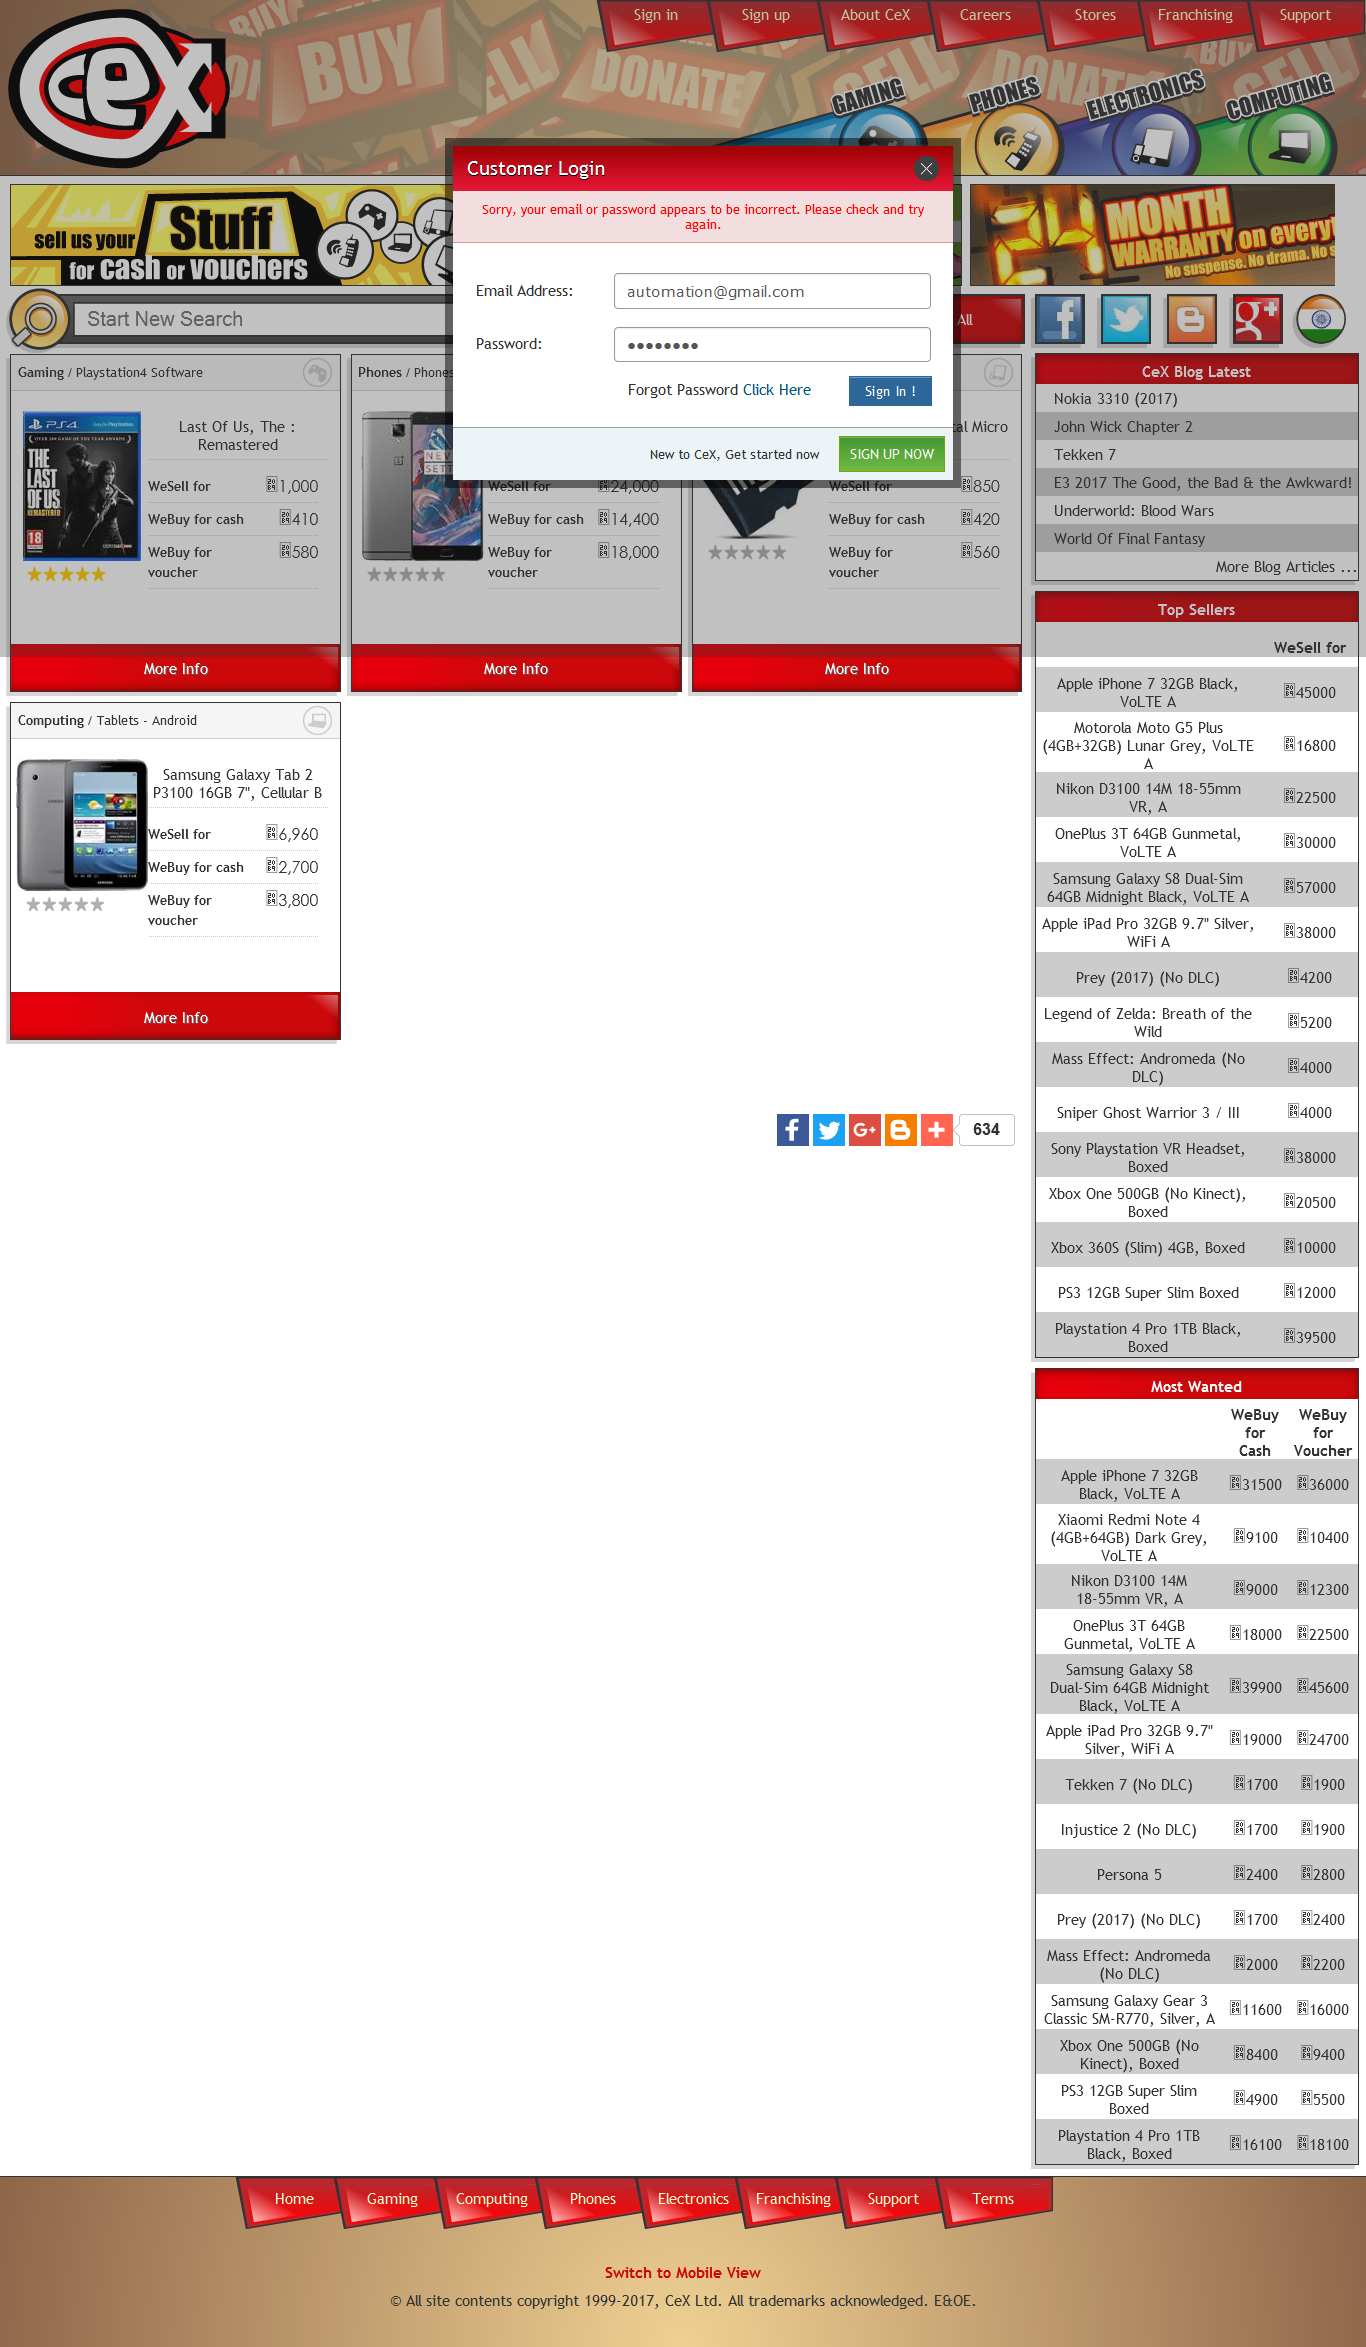 Sign in
Sign up
About CeX
Careers
Stores
Franchising
Support
cex
BUY
SELL
DONATE
SELL
BUY
GAMING
PHONES
ELECTRONICS
COMPUTING
Customer Login
Sorry, your email or password appears to be incorrect. Please check and try
again.
Email Address:
automation@gmail.com
Password:
••••••••
Forgot Password Click Here
Sign In !
New to CeX, Get started now
SIGN UP NOW
sell us your Stuff
for cash or vouchers
24 MONTH
WARRANTY on everyt
No suspense. No drama. No s
Start New Search
All
Gaming / Playstation4 Software
PS4
THE
LAST
OF US
REMASTERED
18
Last Of Us, The :
Remastered
WeSell for 1,000
WeBuy for cash 410
WeBuy for
voucher
580
More Info
Phones / Phones
NEVER
SETT
WeSell for 24,000
WeBuy for cash 14,400
WeBuy for
voucher
18,000
More Info
tal Micro
WeSell for 850
WeBuy for cash 420
WeBuy for
voucher
560
More Info
Computing / Tablets - Android
Samsung Galaxy Tab 2
P3100 16GB 7", Cellular B
WeSell for 6,960
WeBuy for cash 2,700
WeBuy for
voucher
3,800
More Info
634
CeX Blog Latest
Nokia 3310 (2017)
John Wick Chapter 2
Tekken 7
E3 2017 The Good, the Bad & the Awkward!
Underworld: Blood Wars
World Of Final Fantasy
More Blog Articles ...
Top Sellers
WeSell for
Apple iPhone 7 32GB Black,
VoLTE A
45000
Motorola Moto G5 Plus
(4GB+32GB) Lunar Grey, VoLTE
A
16800
Nikon D3100 14M 18-55mm
VR, A
22500
OnePlus 3T 64GB Gunmetal,
VoLTE A
30000
Samsung Galaxy S8 Dual-Sim
64GB Midnight Black, VoLTE A
57000
Apple iPad Pro 32GB 9.7" Silver,
WiFi A
38000
Prey (2017) (No DLC) 4200
Legend of Zelda: Breath of the
Wild
5200
Mass Effect: Andromeda (No
DLC)
4000
Sniper Ghost Warrior 3 / III 4000
Sony Playstation VR Headset,
Boxed
38000
Xbox One 500GB (No Kinect),
Boxed
20500
Xbox 360S (Slim) 4GB, Boxed 10000
PS3 12GB Super Slim Boxed 12000
Playstation 4 Pro 1TB Black,
Boxed
39500
Most Wanted
WeBuy
for
Cash
WeBuy
for
Voucher
Apple iPhone 7 32GB
Black, VoLTE A
31500 36000
Xiaomi Redmi Note 4
(4GB+64GB) Dark Grey,
VoLTE A
9100 10400
Nikon D3100 14M
18-55mm VR, A
9000 12300
OnePlus 3T 64GB
Gunmetal, VoLTE A
18000 22500
Samsung Galaxy S8
Dual-Sim 64GB Midnight
Black, VoLTE A
39900 45600
Apple iPad Pro 32GB 9.7"
Silver, WiFi A
19000 24700
Tekken 7 (No DLC) 1700 1900
Injustice 2 (No DLC) 1700 1900
Persona 5 2400 2800
Prey (2017) (No DLC) 1700 2400
Mass Effect: Andromeda
(No DLC)
2000 2200
Samsung Galaxy Gear 3
Classic SM-R770, Silver, A
11600 16000
Xbox One 500GB (No
Kinect), Boxed
8400 9400
PS3 12GB Super Slim
Boxed
4900 5500
Playstation 4 Pro 1TB
Black, Boxed
16100 18100
Home
Gaming
Computing
Phones
Electronics
Franchising
Support
Terms
Switch to Mobile View
© All site contents copyright 1999-2017, CeX Ltd. All trademarks acknowledged. E&OE.